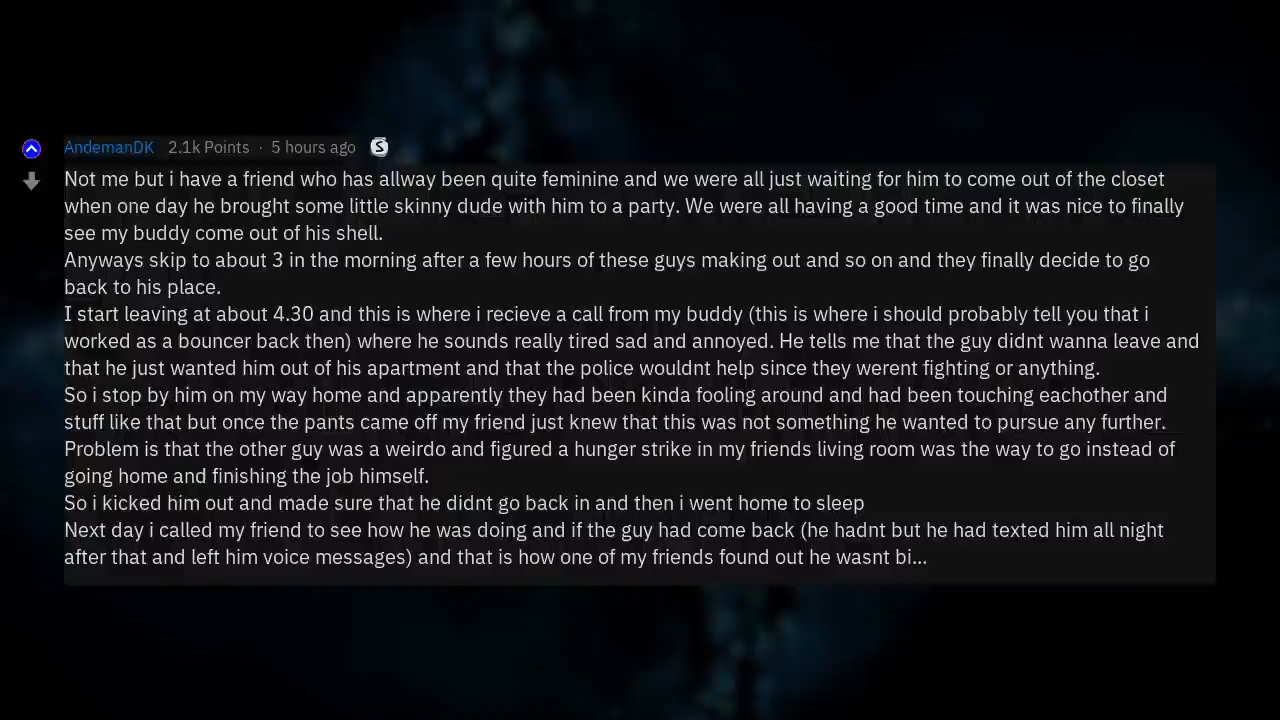 AndemanDK 2.1k Points · 5 hours ago S
Not me but i have a friend who has allway been quite feminine and we were all just waiting for him to come out of the closet
when one day he brought some little skinny dude with him to a party. We were all having a good time and it was nice to finally
see my buddy come out of his shell.
Anyways skip to about 3 in the morning after a few hours of these guys making out and so on and they finally decide to go
back to his place.
I start leaving at about 4.30 and this is where i recieve a call from my buddy (this is where i should probably tell you that i
worked as a bouncer back then) where he sounds really tired sad and annoyed. He tells me that the guy didnt wanna leave and
that he just wanted him out of his apartment and that the police wouldnt help since they werent fighting or anything.
So i stop by him on my way home and apparently they had been kinda fooling around and had been touching eachother and
stuff like that but once the pants came off my friend just knew that this was not something he wanted to pursue any further.
Problem is that the other guy was a weirdo and figured a hunger strike in my friends living room was the way to go instead of
going home and finishing the job himself.
So i kicked him out and made sure that he didnt go back in and then i went home to sleep
Next day i called my friend to see how he was doing and if the guy had come back (he hadnt but he had texted him all night
after that and left him voice messages) and that is how one of my friends found out he wasnt bi...